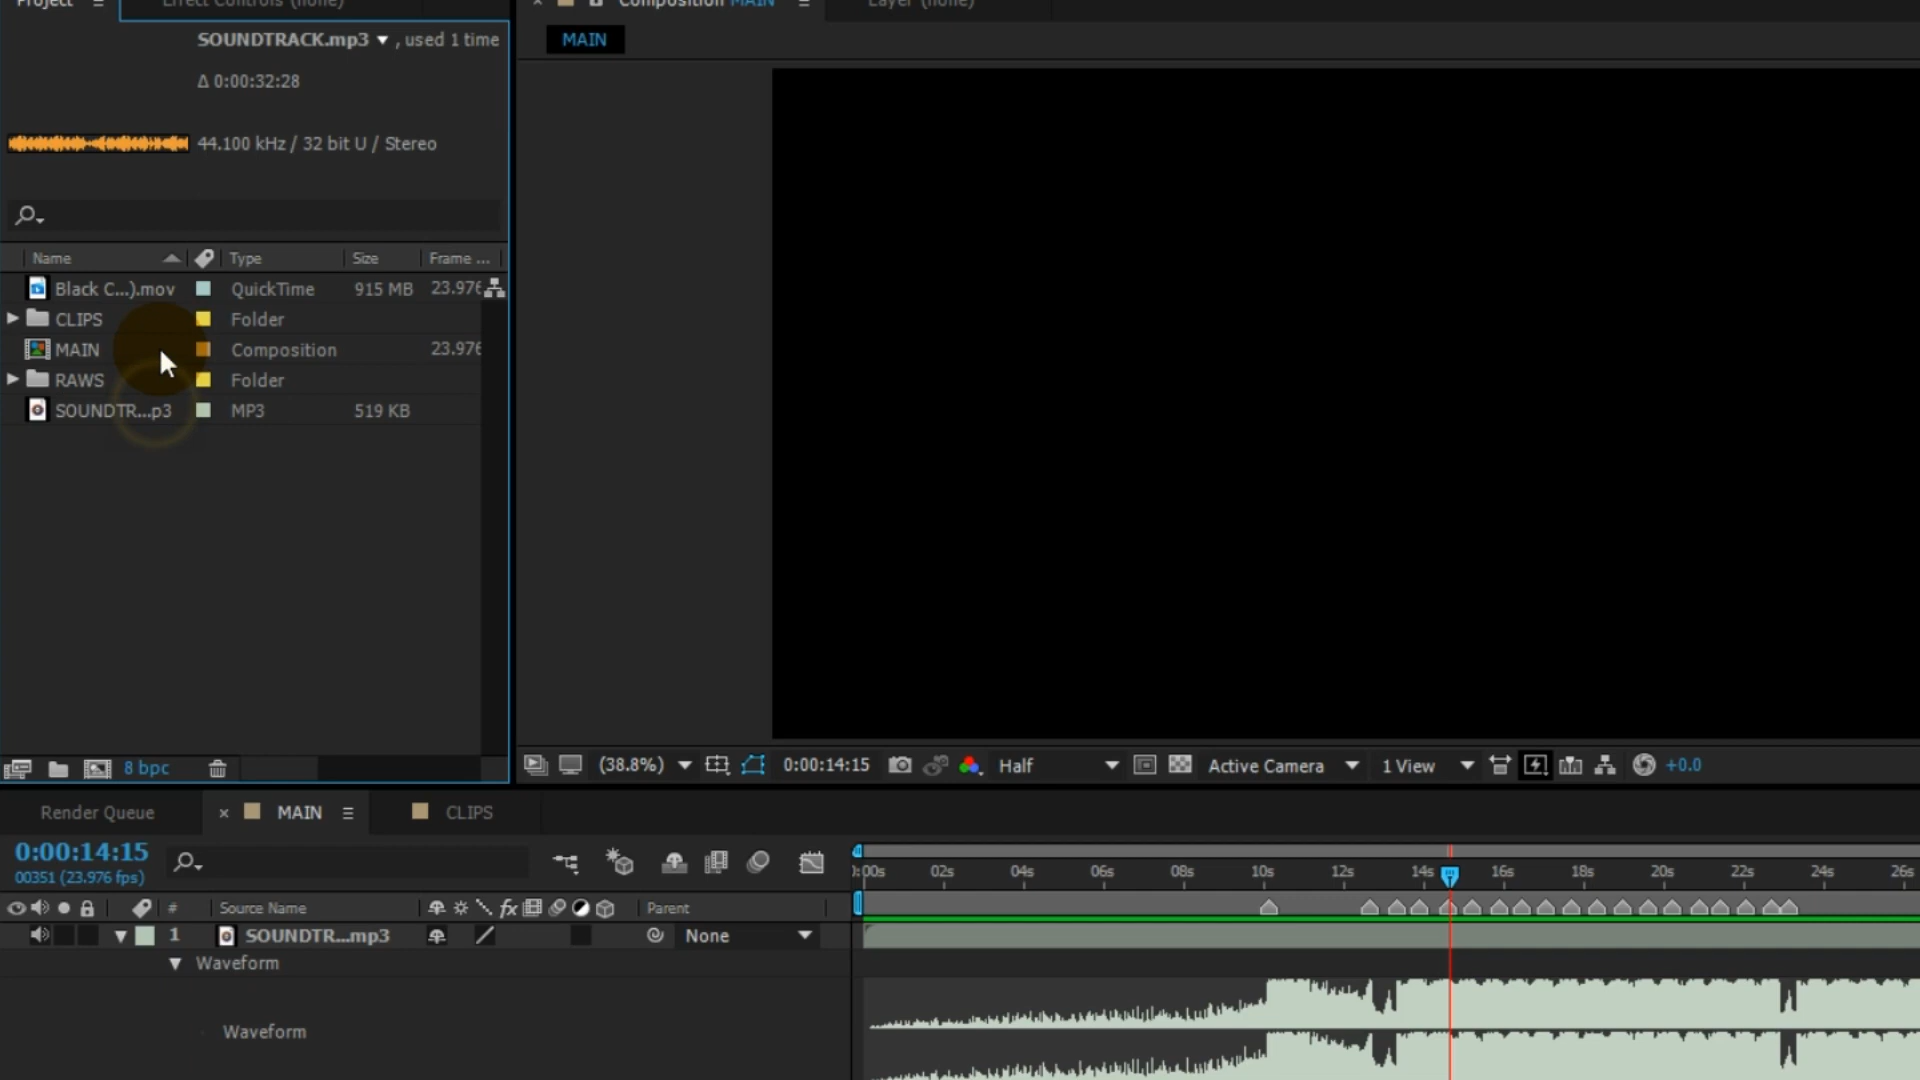 Project
Effect Controls (none)
Composition MAIN
Layer (none)
SOUNDTRACK.mp3 , used 1 time
MAIN
Δ 0:00:32:28
44.100 kHz / 32 bit U / Stereo
Name Type Size Frame ...
Black C...).mov QuickTime 915 MB 23.976
CLIPS Folder
MAIN Composition 23.976
RAWS Folder
SOUNDTR...p3 MP3 519 KB
8 bpc
(38.8%) 0:00:14:15 Half Active Camera 1 View +0.0
Render Queue × MAIN CLIPS
0:00:14:15
00351 (23.976 fps)
:00s 02s 04s 06s 08s 10s 12s 14s 16s 18s 20s 22s 24s 26s
# Source Name fx Parent
1 SOUNDTR...mp3 None
Waveform
Waveform